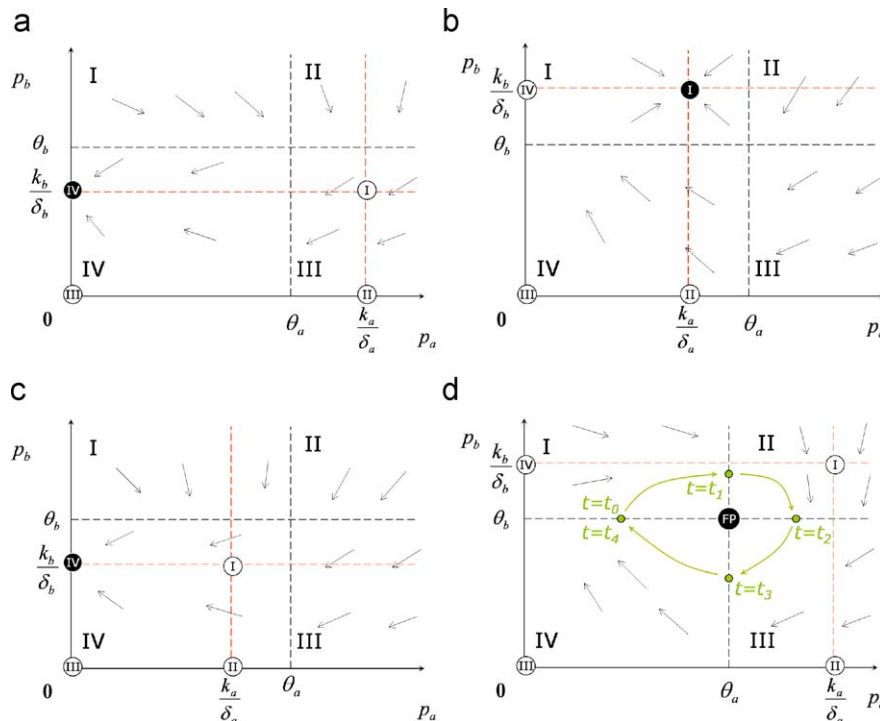 a
p_b
I
II
θ_b
k_b
δ_b
IV
I
IV
III
III
II
0
θ_a
k_a
δ_a
p_a
b
p_b
I
II
k_b
δ_b
IV
I
θ_b
IV
III
III
II
0
k_a
δ_a
θ_a
p
c
p_b
I
II
θ_b
k_b
δ_b
IV
I
IV
III
III
II
0
k_a
δ_a
θ_a
p_a
d
p_b
I
II
k_b
δ_b
IV
I
t=t_1
t=t_0
θ_b
FP
t=t_4
t=t_2
t=t_3
IV
III
III
II
0
θ_a
k_a
δ_a
p